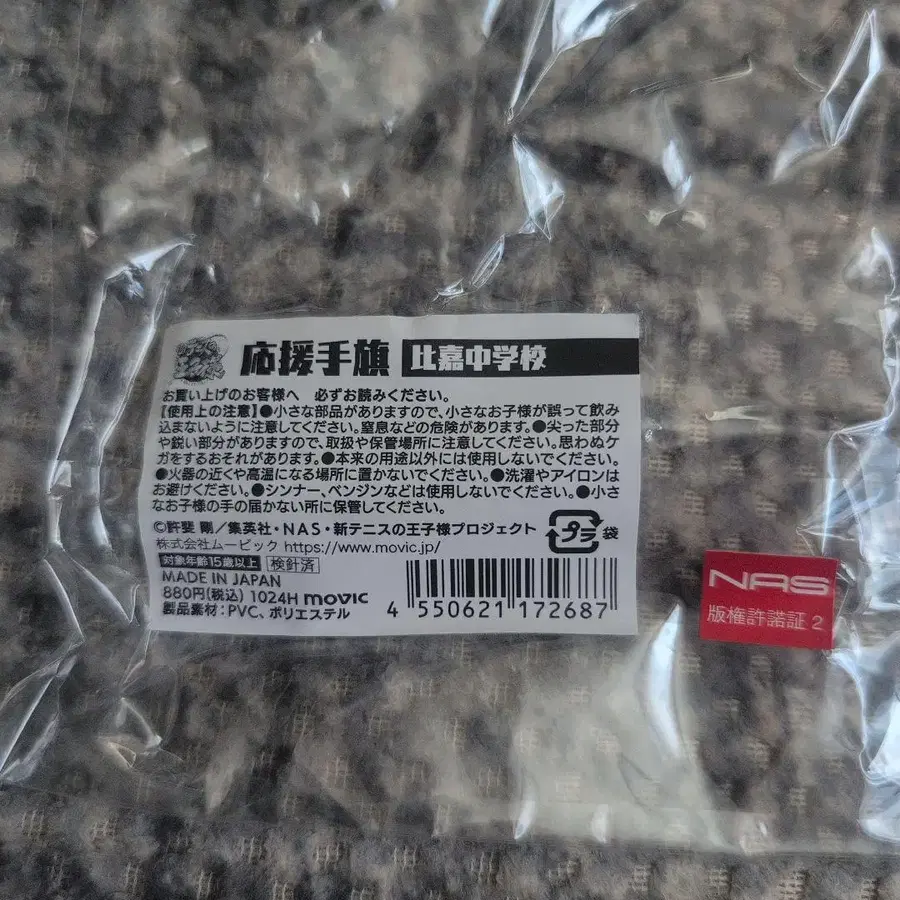 応援手旗 比嘉中学校
お買い上げのお客様へ 必ずお読みください。
【使用上の注意】●小さな部品がありますので、小さなお子様が誤って飲み
込まないように注意してください。窒息などの危険があります。●尖った部分
や鋭い部分がありますので、取扱や保管場所に注意してください。思わぬケ
ガをするおそれがあります。●本来の用途以外には使用しないでください。
●火器の近くや高温になる場所に置かないでください。●洗濯やアイロンは
お避けください。●シンナー、ベンジンなどは使用しないでください。●小さ
なお子様の手の届かない所に保管してください。
©許斐 剛／集英社・NAS・新テニスの王子様プロジェクト
株式会社ムービック https://www.movic.jp/
プラ 袋
対象年齢15歳以上 検針済
MADE IN JAPAN
880円(税込) 1024H movic
製品素材：PVC、ポリエステル
4 550621 172687
NAS
版権許諾証 2